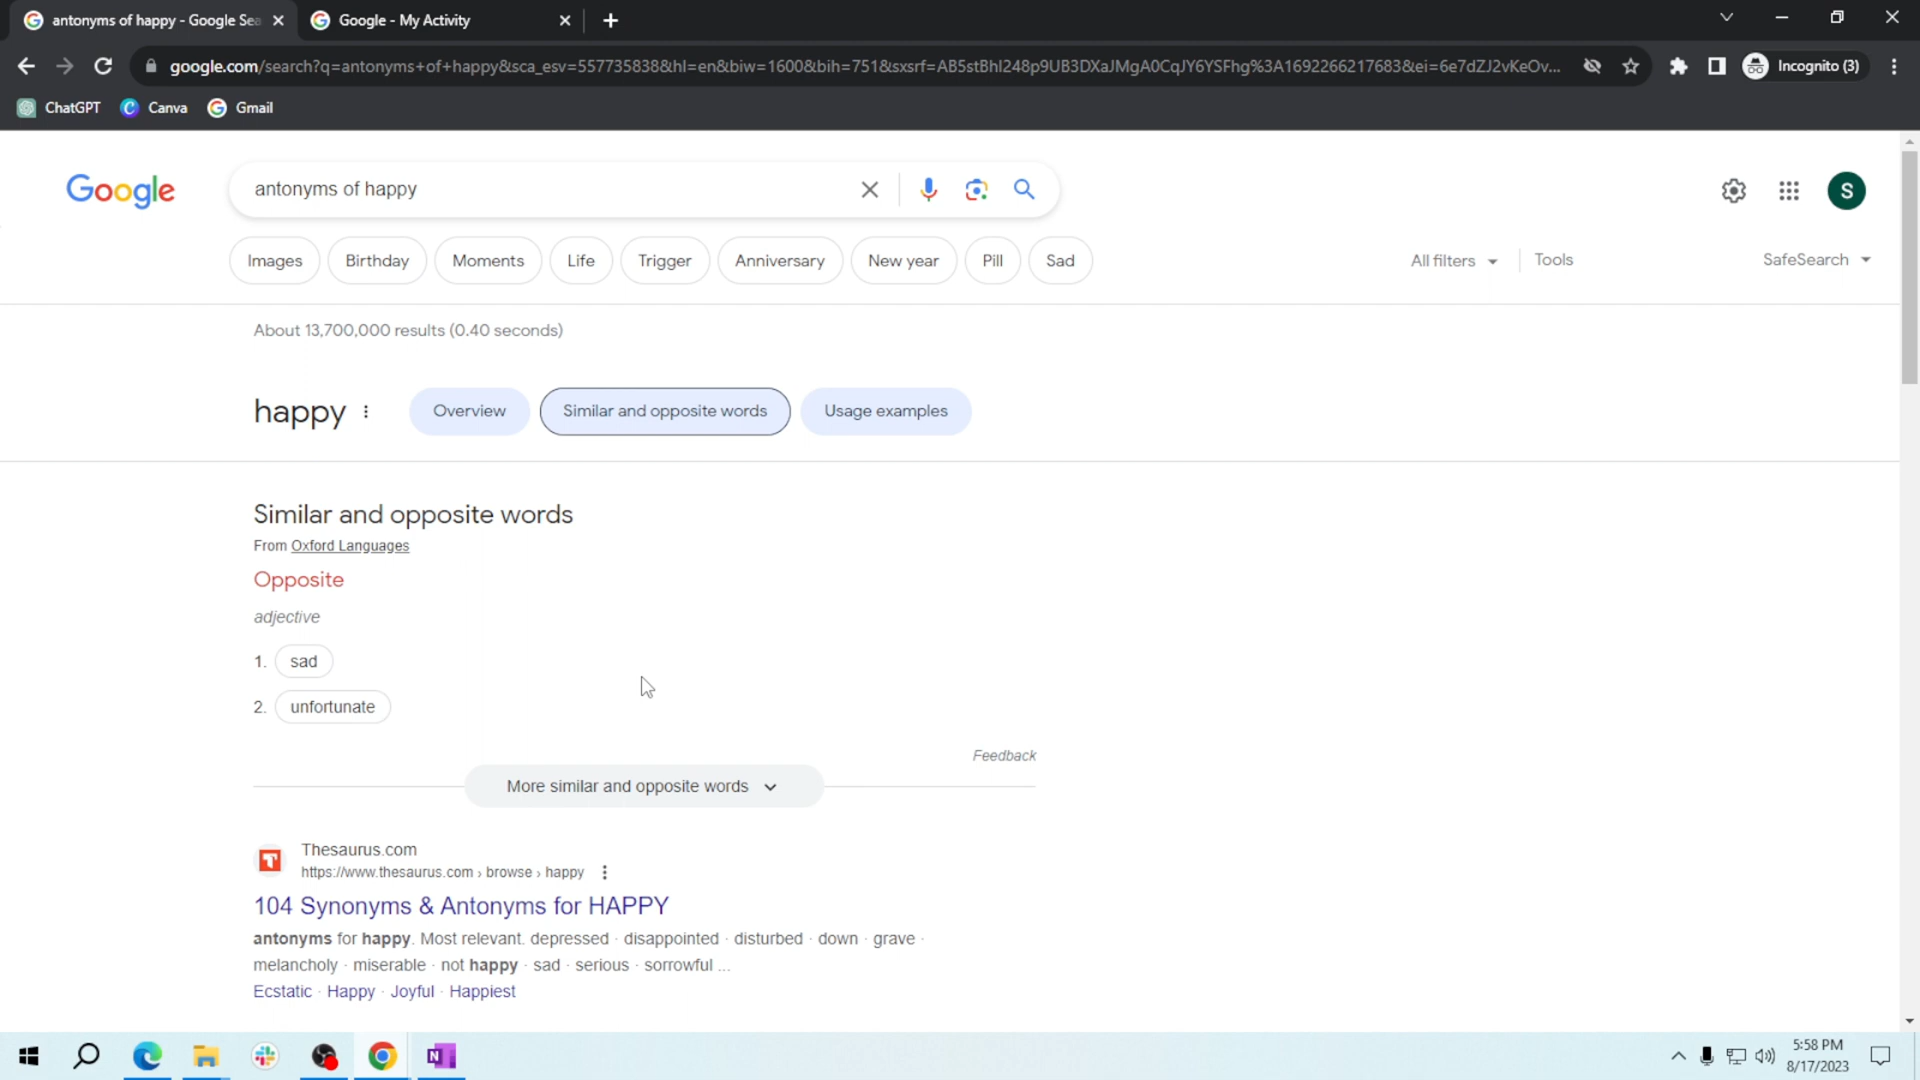 antonyms of happy - Google Sea
Google - My Activity
google.com/search?q=antonyms+of+happy&sca_esv=557735838&hl=en&biw=1600&bih=751&sxsrf=AB5stBhl248p9UB3DXaJMgA0CqJY6YSFhg%3A1692266217683&ei=6e7dZJ2vKeOv...
Incognito (3)
ChatGPT
Canva
Gmail
Google
antonyms of happy
S
Images
Birthday
Moments
Life
Trigger
Anniversary
New year
Pill
Sad
All filters
Tools
SafeSearch
About 13,700,000 results (0.40 seconds)
happy
Overview
Similar and opposite words
Usage examples
Similar and opposite words
From Oxford Languages
Opposite
adjective
1. sad
2. unfortunate
Feedback
More similar and opposite words
Thesaurus.com
https://www.thesaurus.com › browse › happy
104 Synonyms & Antonyms for HAPPY
antonyms for happy. Most relevant. depressed · disappointed · disturbed · down · grave ·
melancholy · miserable · not happy · sad · serious · sorrowful ...
Ecstatic · Happy · Joyful · Happiest
5:58 PM
8/17/2023